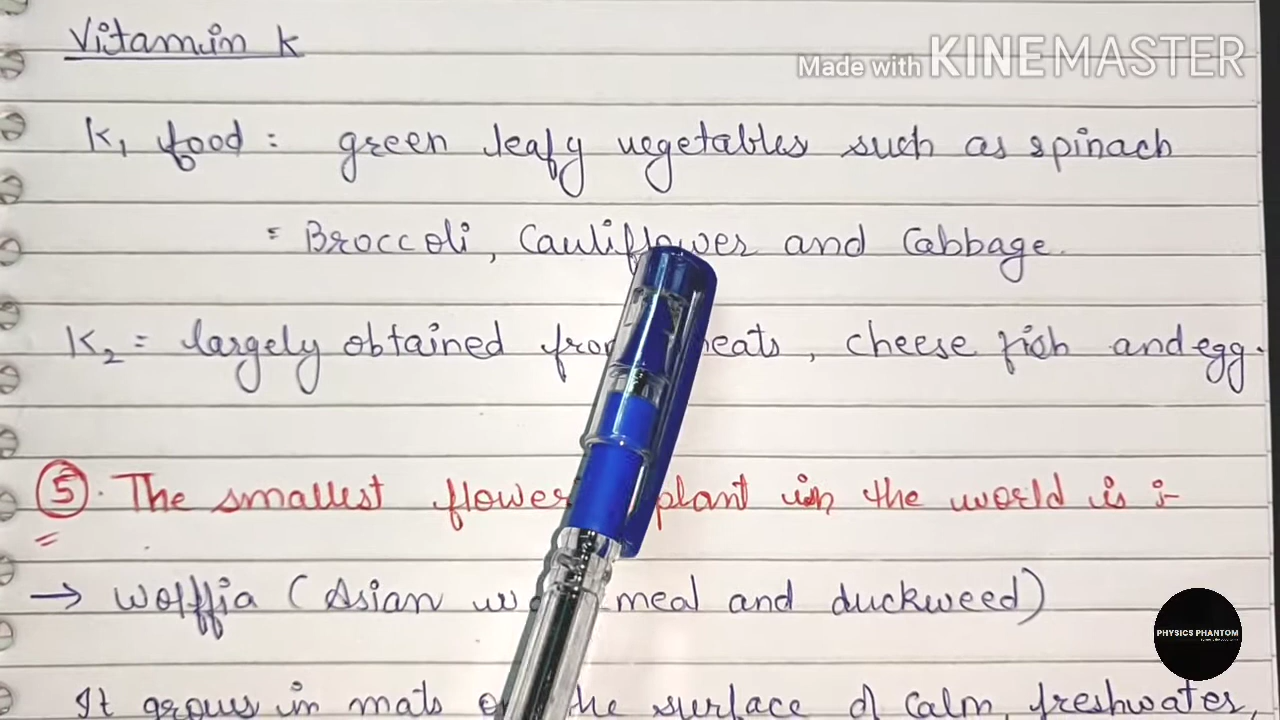 Vitamin K
Made with KINEMASTER
K1 food : green leafy vegetables such as spinach
= Broccoli, Cauliflower and Cabbage.
K2 = largely obtained from meats, cheese fish and egg.
5. The smallest flower plant in the world is :-
→ Wolffia (Asian meal and duckweed)
PHYSICS PHANTOM
It grows in mats on the surface of calm, freshwater,